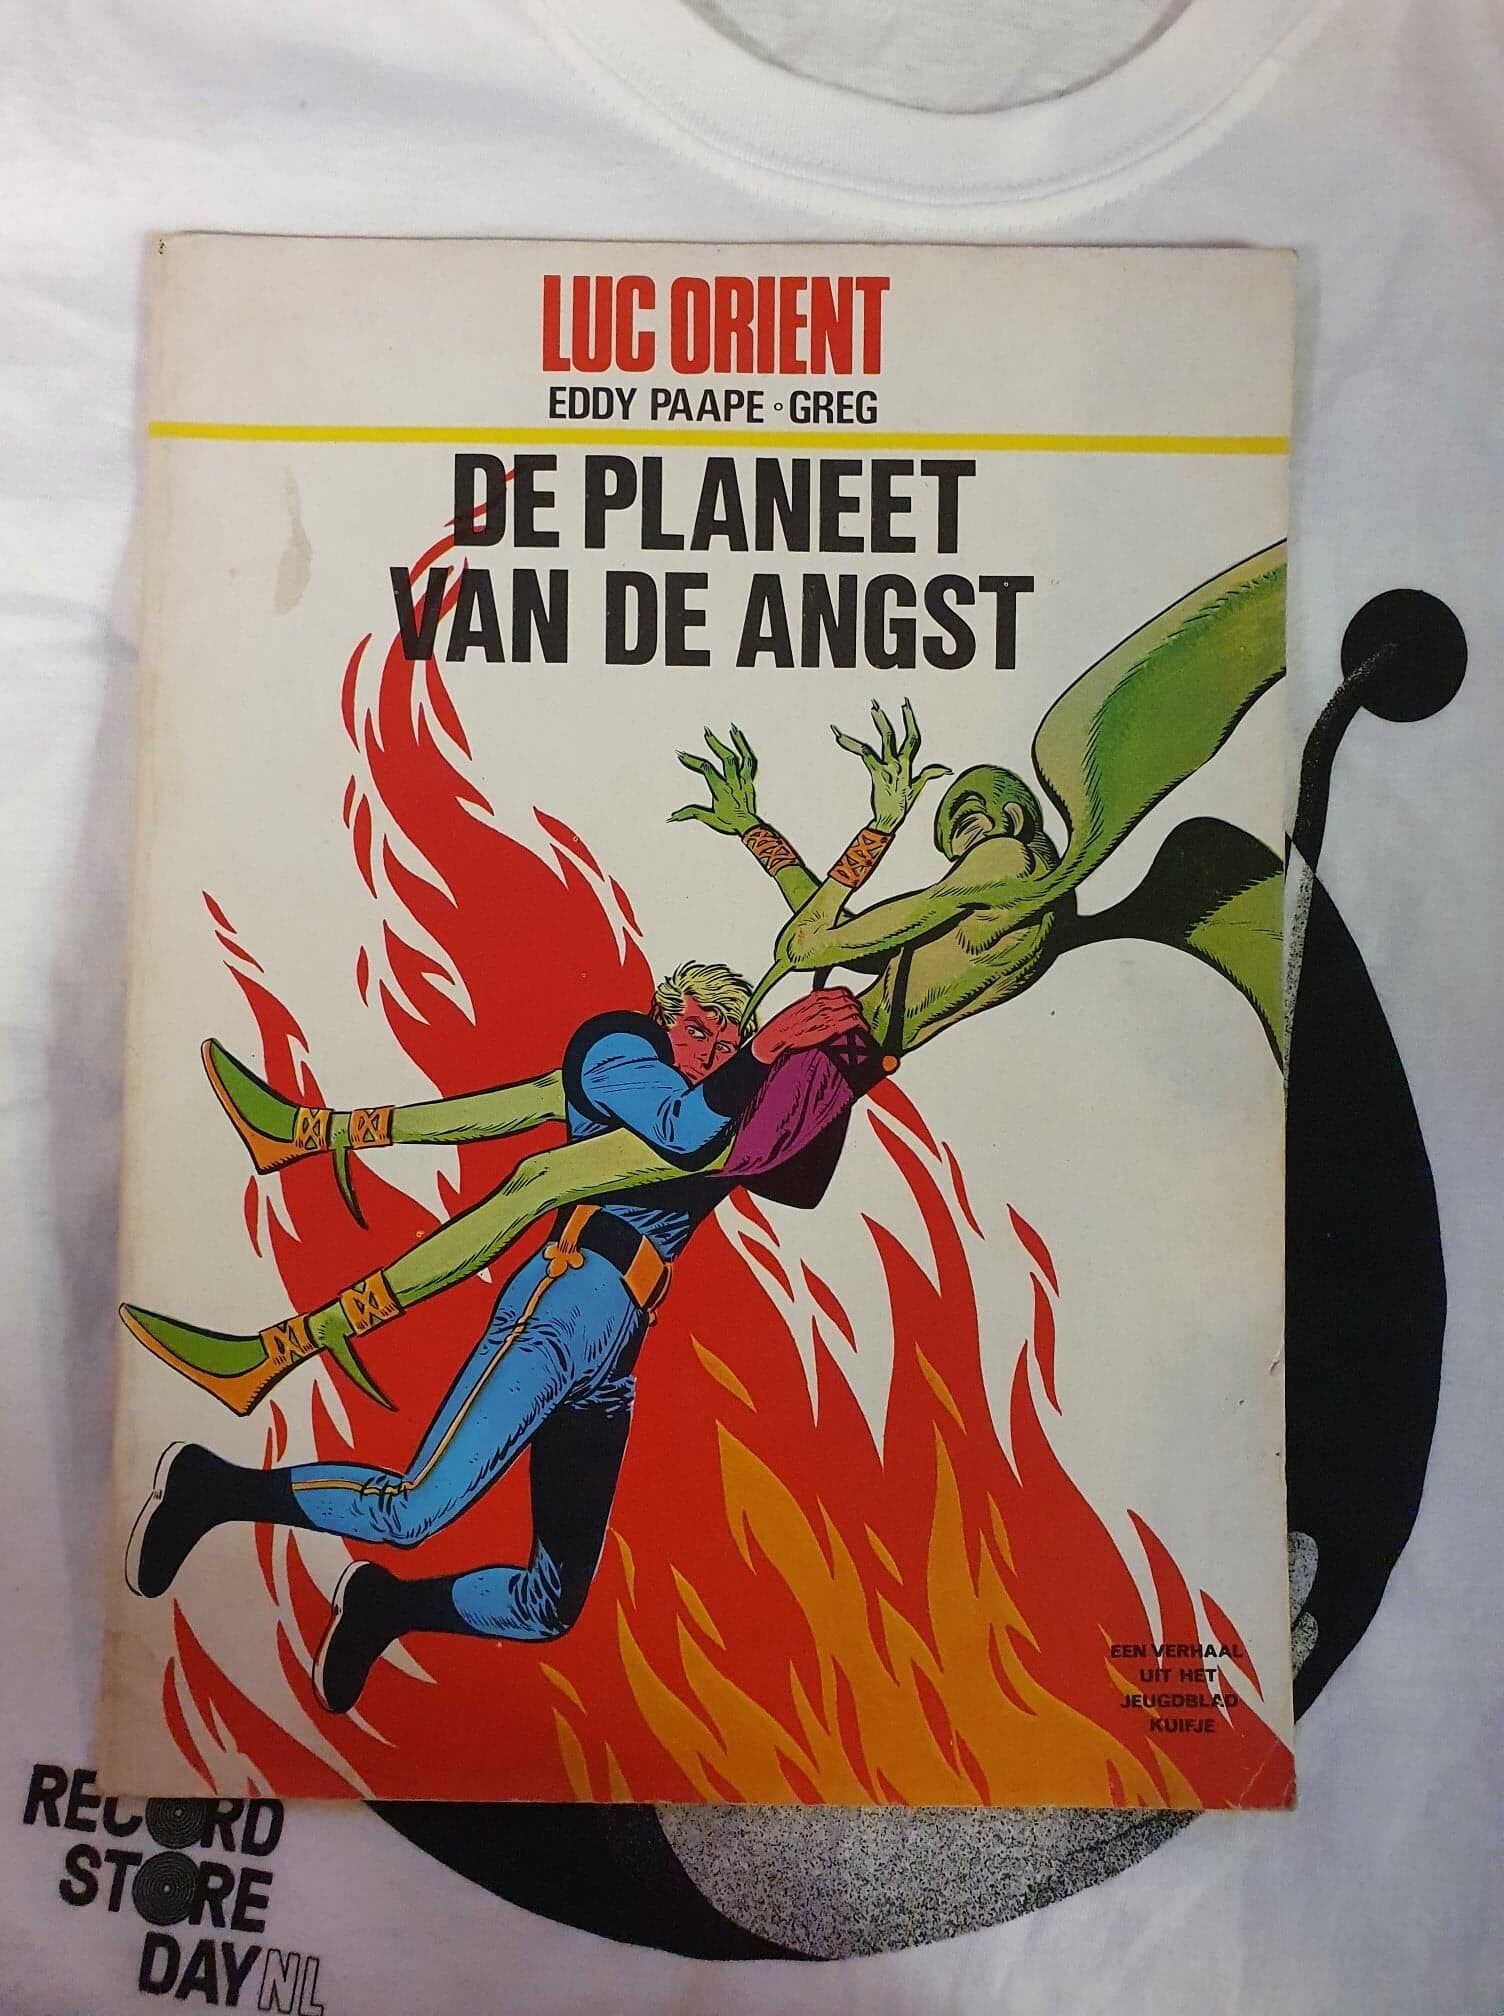 LUC ORIENT
EDDY PAAPE ∘ GREG
DE PLANEET
VAN DE ANGST
EEN VERHAAL
UIT HET
JEUGDBLAD
KUIFJE
RECORD
STORE
DAYNL